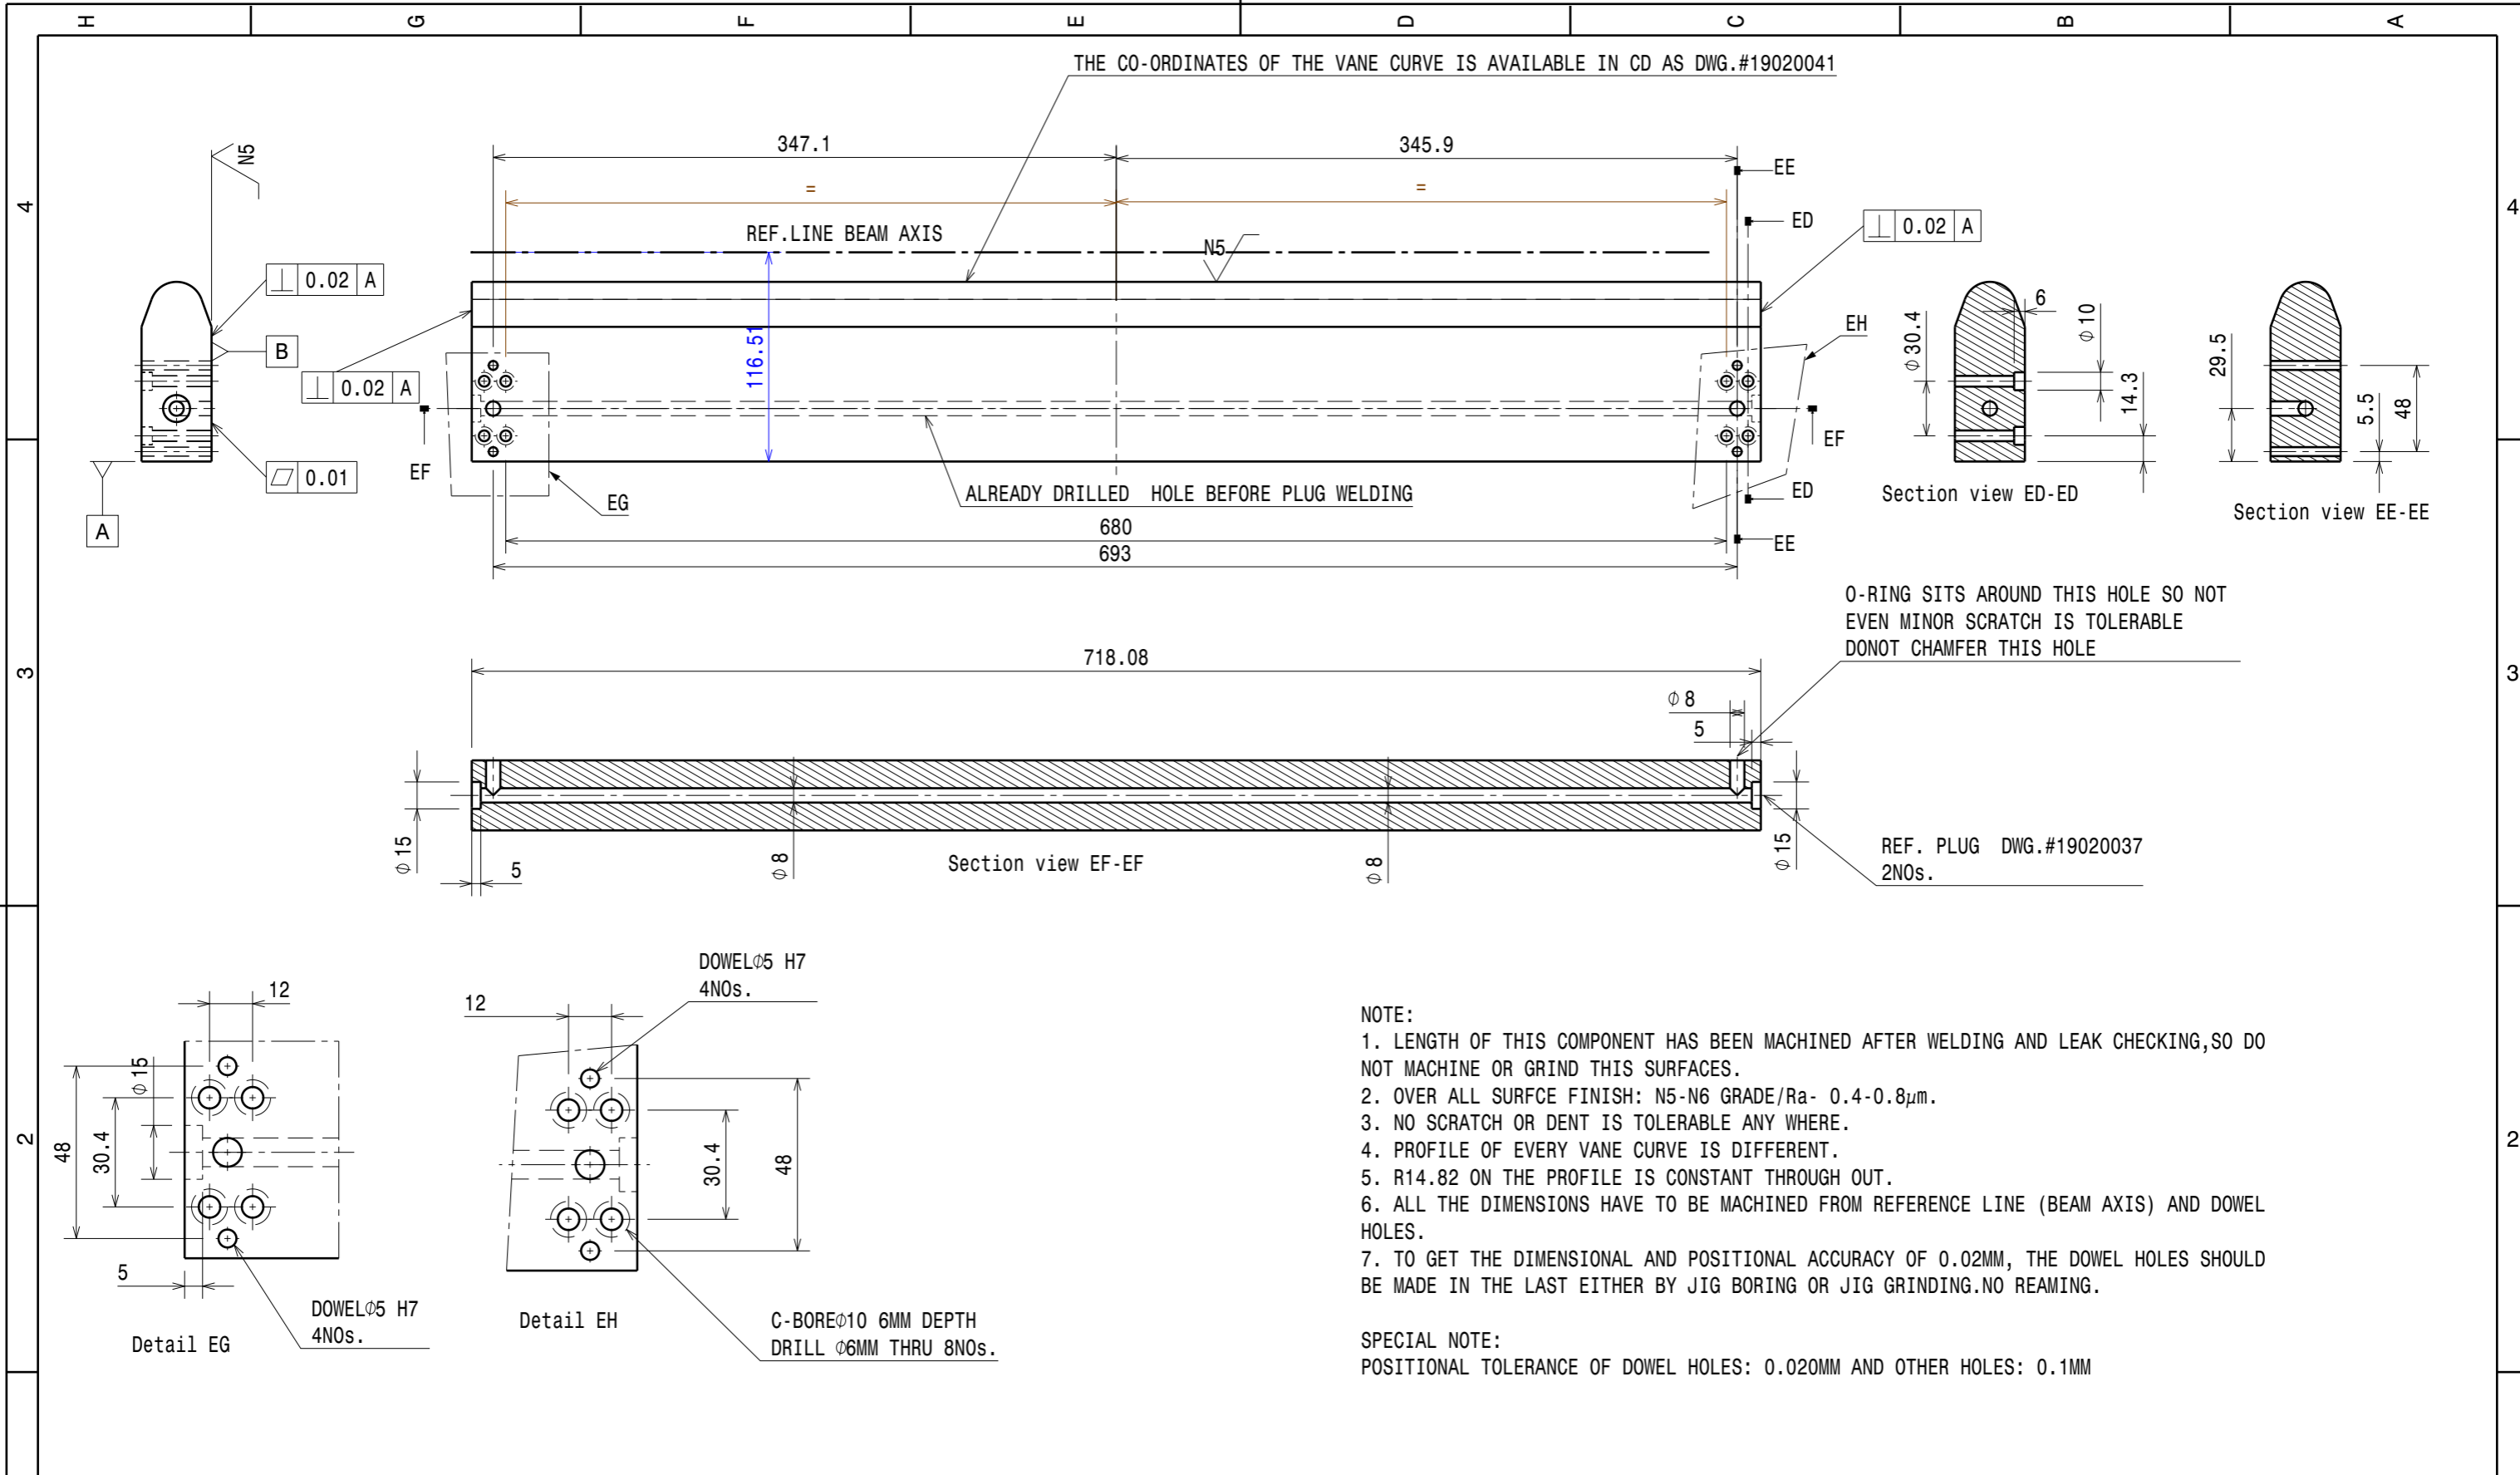 H G F E D C B A
THE CO-ORDINATES OF THE VANE CURVE IS AVAILABLE IN CD AS DWG.#19020041
N5
347.1
345.9
EE
=
=
4
4
ED
REF.LINE BEAM AXIS
N5
⊥ 0.02 A
⊥ 0.02 A
B
⊥ 0.02 A
116.51
EH
⏥ 0.01
A
EF
EF
EG
ALREADY DRILLED HOLE BEFORE PLUG WELDING
ED
680
EE
693
6
ϕ10
ϕ30.4
14.3
Section view ED-ED
29.5
5.5
48
Section view EE-EE
O-RING SITS AROUND THIS HOLE SO NOT
EVEN MINOR SCRATCH IS TOLERABLE
DONOT CHAMFER THIS HOLE
3
3
718.08
ϕ8
5
ϕ15
5
ϕ8
Section view EF-EF
ϕ8
ϕ15
REF. PLUG DWG.#19020037
2NOs.
12
ϕ15
48
30.4
5
DOWELϕ5 H7
4NOs.
Detail EG
12
DOWELϕ5 H7
4NOs.
30.4
48
Detail EH
C-BOREϕ10 6MM DEPTH
DRILL ϕ6MM THRU 8NOs.
2
2
NOTE:
1. LENGTH OF THIS COMPONENT HAS BEEN MACHINED AFTER WELDING AND LEAK CHECKING,SO DO
NOT MACHINE OR GRIND THIS SURFACES.
2. OVER ALL SURFCE FINISH: N5-N6 GRADE/Ra- 0.4-0.8µm.
3. NO SCRATCH OR DENT IS TOLERABLE ANY WHERE.
4. PROFILE OF EVERY VANE CURVE IS DIFFERENT.
5. R14.82 ON THE PROFILE IS CONSTANT THROUGH OUT.
6. ALL THE DIMENSIONS HAVE TO BE MACHINED FROM REFERENCE LINE (BEAM AXIS) AND DOWEL
HOLES.
7. TO GET THE DIMENSIONAL AND POSITIONAL ACCURACY OF 0.02MM, THE DOWEL HOLES SHOULD
BE MADE IN THE LAST EITHER BY JIG BORING OR JIG GRINDING.NO REAMING.
SPECIAL NOTE:
POSITIONAL TOLERANCE OF DOWEL HOLES: 0.020MM AND OTHER HOLES: 0.1MM